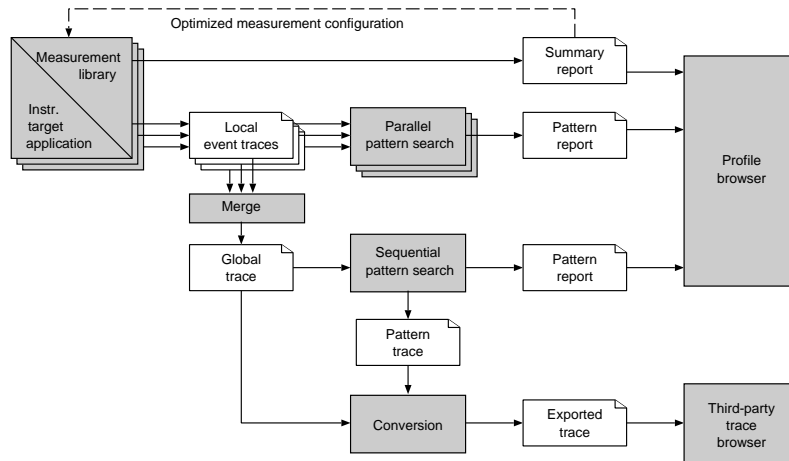 Optimized measurement configuration
Measurement
library
Instr.
target
application
Summary
report
Local
event traces
Parallel
pattern search
Pattern
report
Profile
browser
Merge
Global
trace
Sequential
pattern search
Pattern
report
Pattern
trace
Conversion
Exported
trace
Third-party
trace
browser